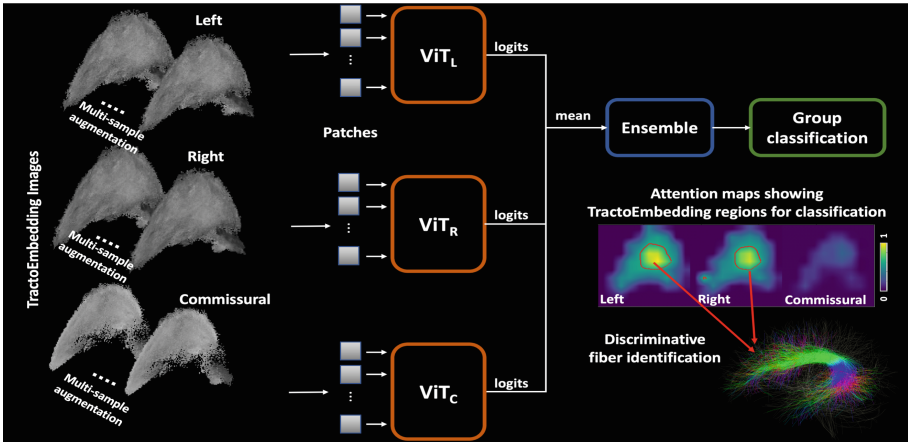 TractoEmbedding Images
Left
Multi-sample
augmentation
Right
Multi-sample
augmentation
Commissural
Multi-sample
augmentation
Patches
ViTL
logits
ViTR
logits
ViTC
logits
mean
Ensemble
Group
classification
Attention maps showing
TractoEmbedding regions for classification
Left
Right
Commissural
0 1
Discriminative
fiber identification